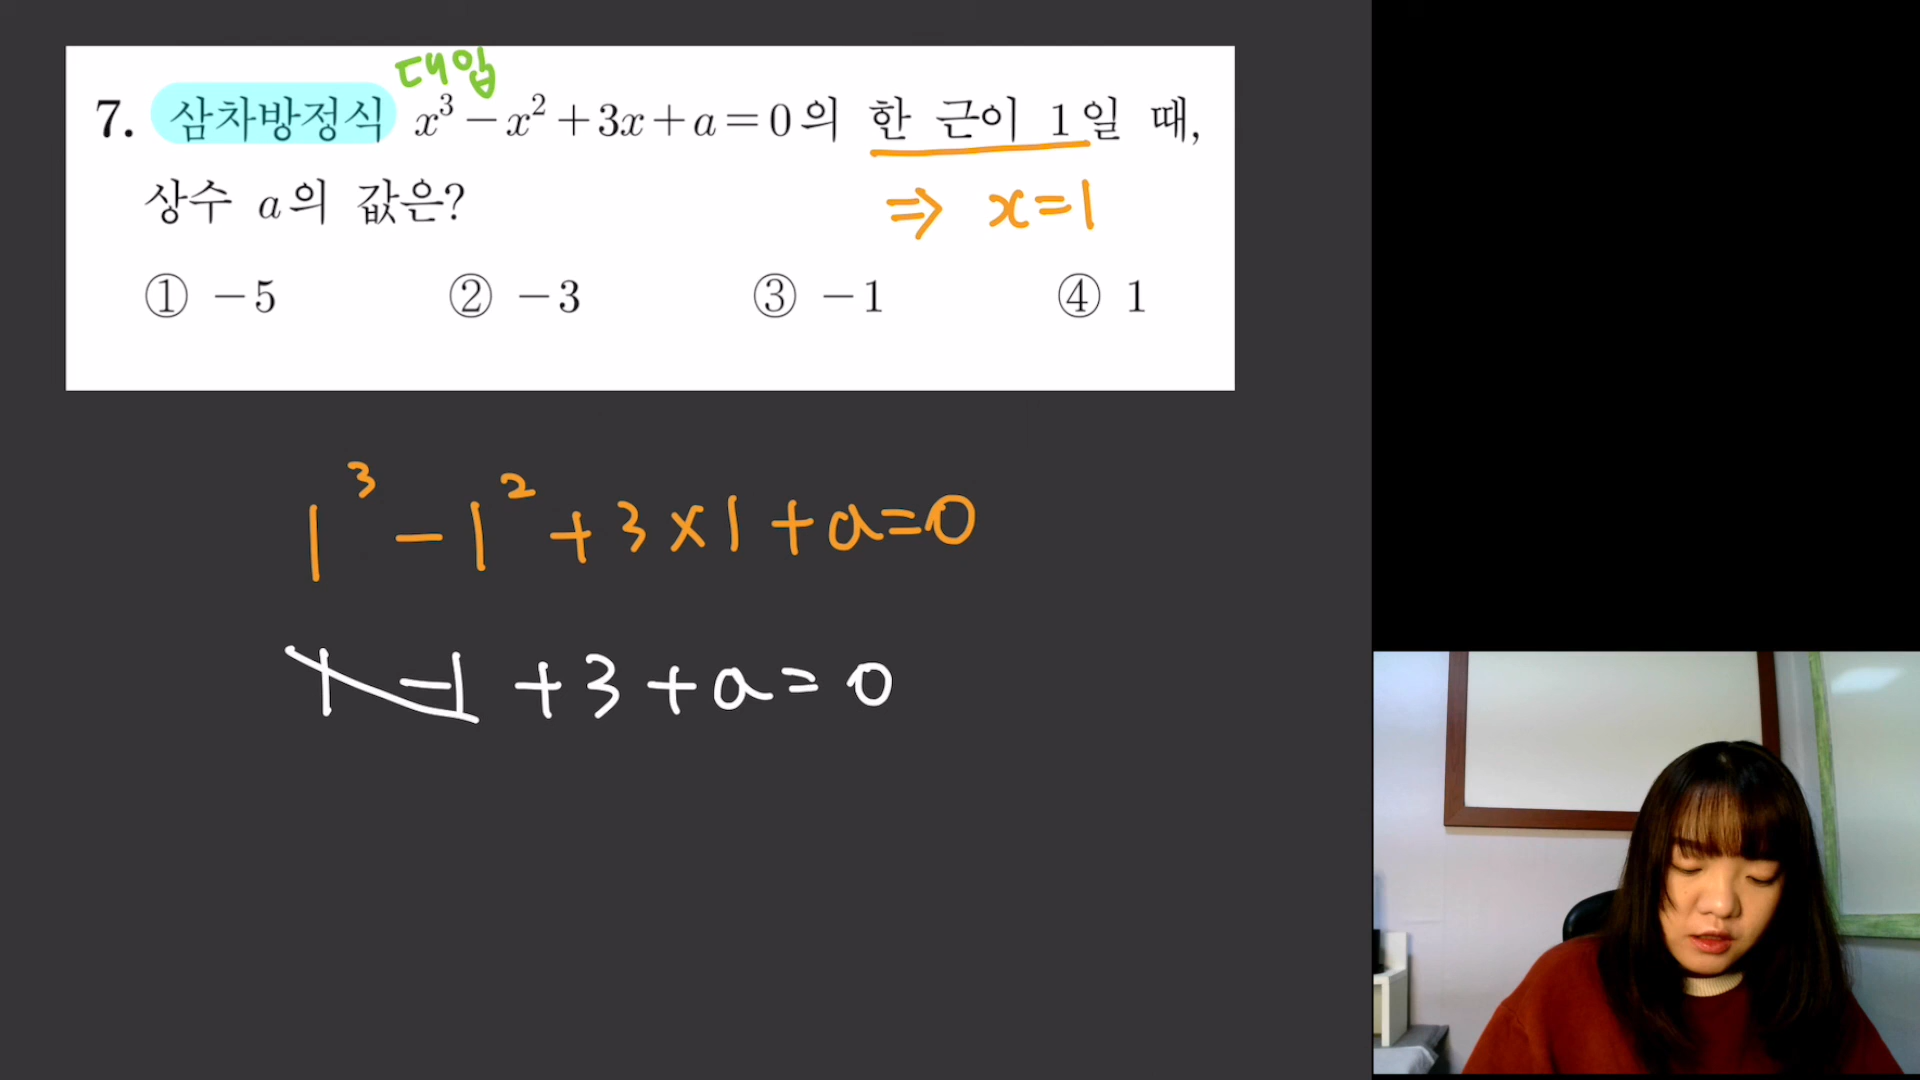 대입
7. 삼차방정식 x³ − x² + 3x + a = 0의 한 근이 1일 때,
상수 a의 값은?
⇒ x=1
① −5 ② −3 ③ −1 ④ 1
1³ − 1² + 3×1 + a = 0
1 − 1 + 3 + a = 0